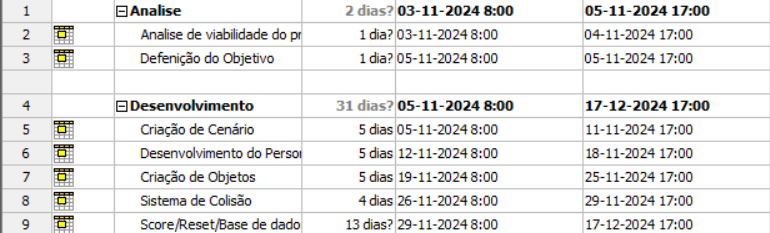 1 Analise 2 dias? 03-11-2024 8:00 05-11-2024 17:00
2 Analise de viabilidade do pr 1 dia? 03-11-2024 8:00 04-11-2024 17:00
3 Defenição do Objetivo 1 dia? 05-11-2024 8:00 05-11-2024 17:00
4 Desenvolvimento 31 dias? 05-11-2024 8:00 17-12-2024 17:00
5 Criação de Cenário 5 dias 05-11-2024 8:00 11-11-2024 17:00
6 Desenvolvimento do Person 5 dias 12-11-2024 8:00 18-11-2024 17:00
7 Criação de Objetos 5 dias 19-11-2024 8:00 25-11-2024 17:00
8 Sistema de Colisão 4 dias 26-11-2024 8:00 29-11-2024 17:00
9 Score/Reset/Base de dado 13 dias? 29-11-2024 8:00 17-12-2024 17:00